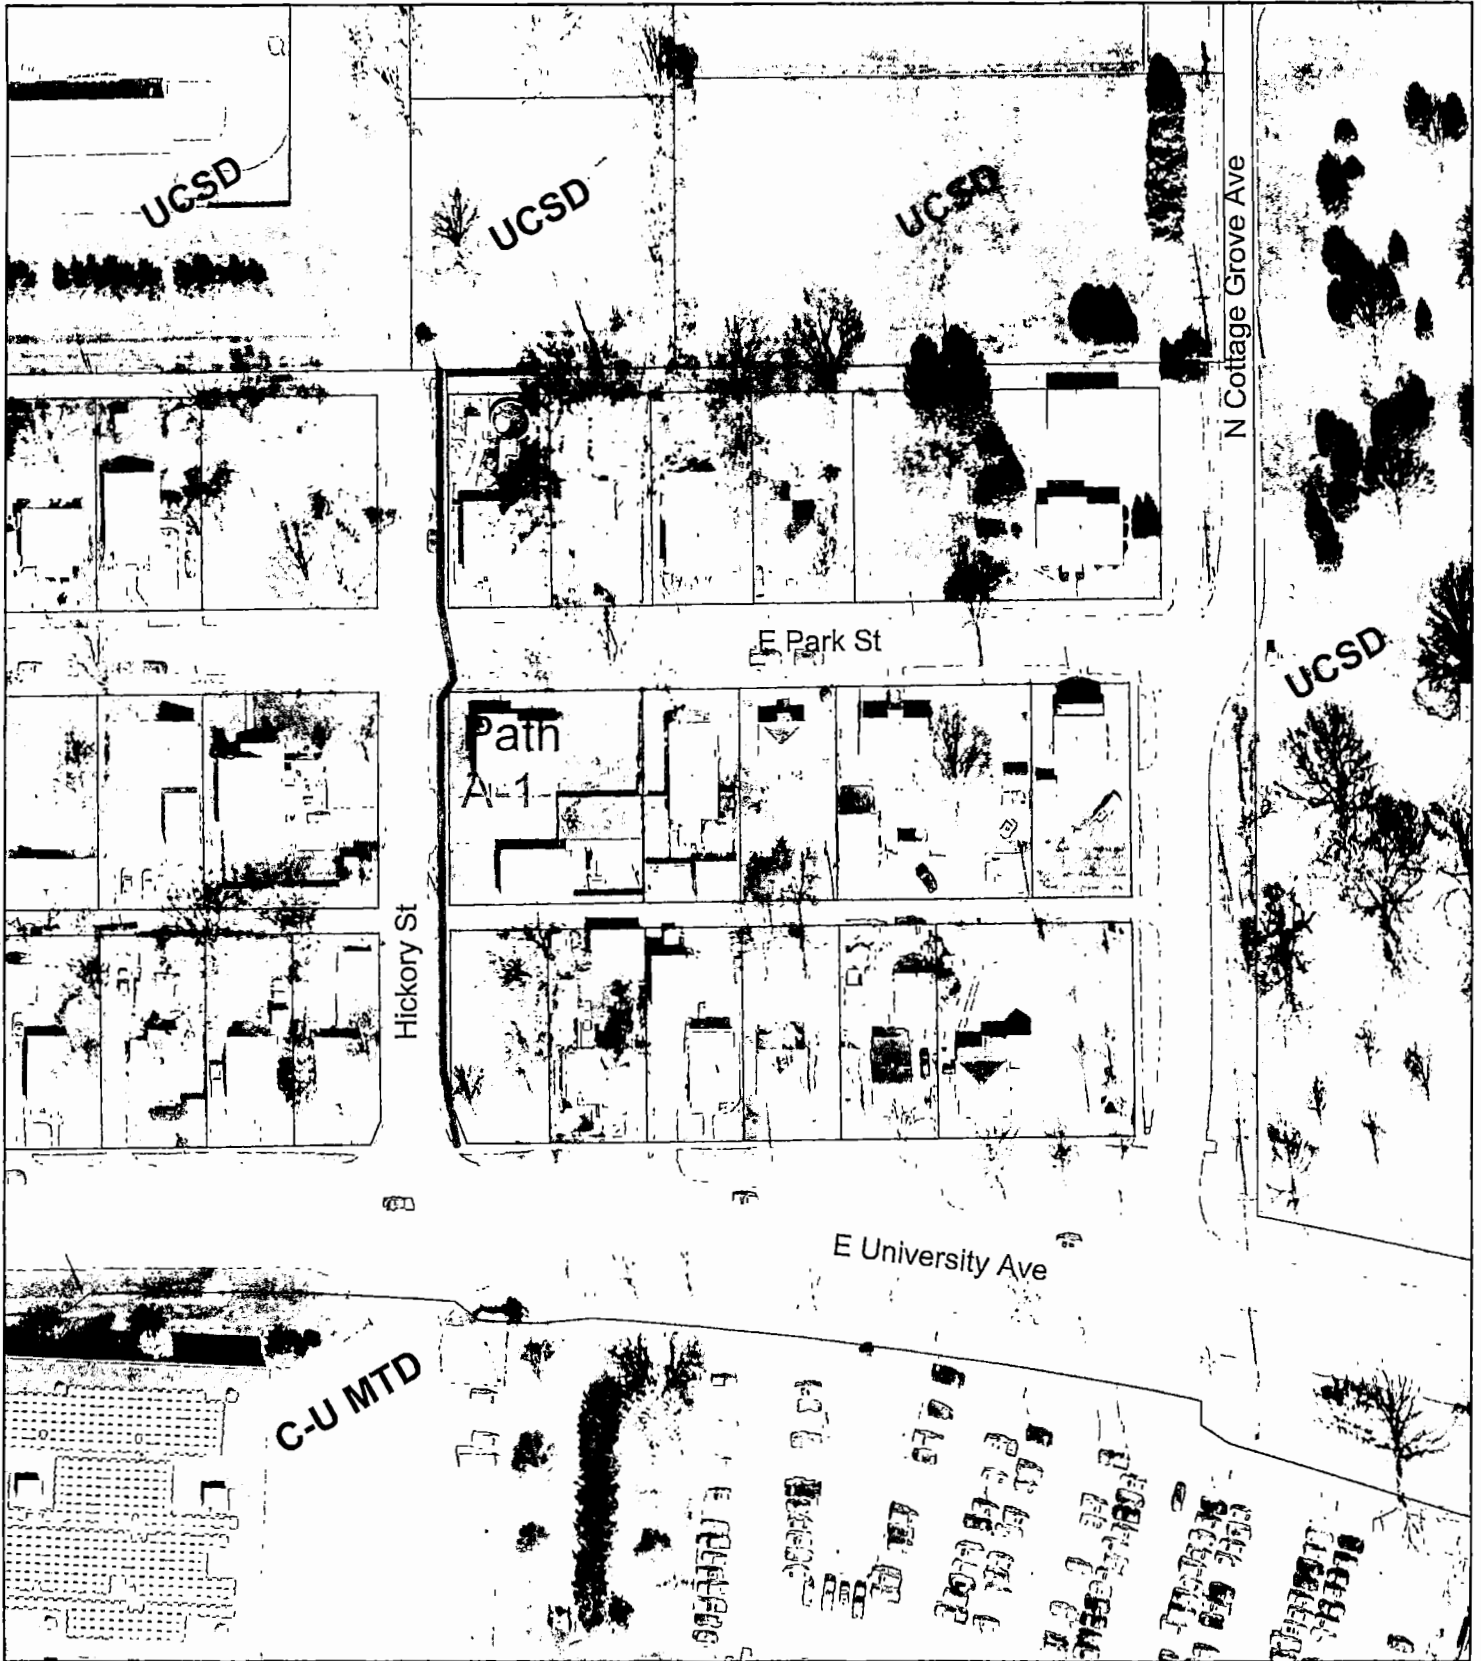 UCSD
UCSD
UCSD
N Cottage Grove Ave
E Park St
UCSD
Path
A-1
Hickory St
E University Ave
C-U MTD